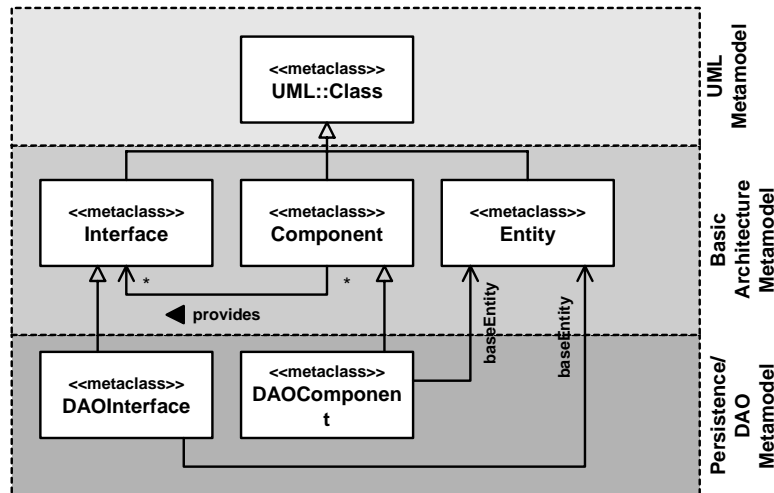 <<metaclass>>
UML::Class
UML
Metamodel
<<metaclass>>
Interface
<<metaclass>>
Component
<<metaclass>>
Entity
Basic
Architecture
Metamodel
*
*
provides
baseEntity
baseEntity
<<metaclass>>
DAOInterface
<<metaclass>>
DAOComponen
t
Persistence/
DAO
Metamodel